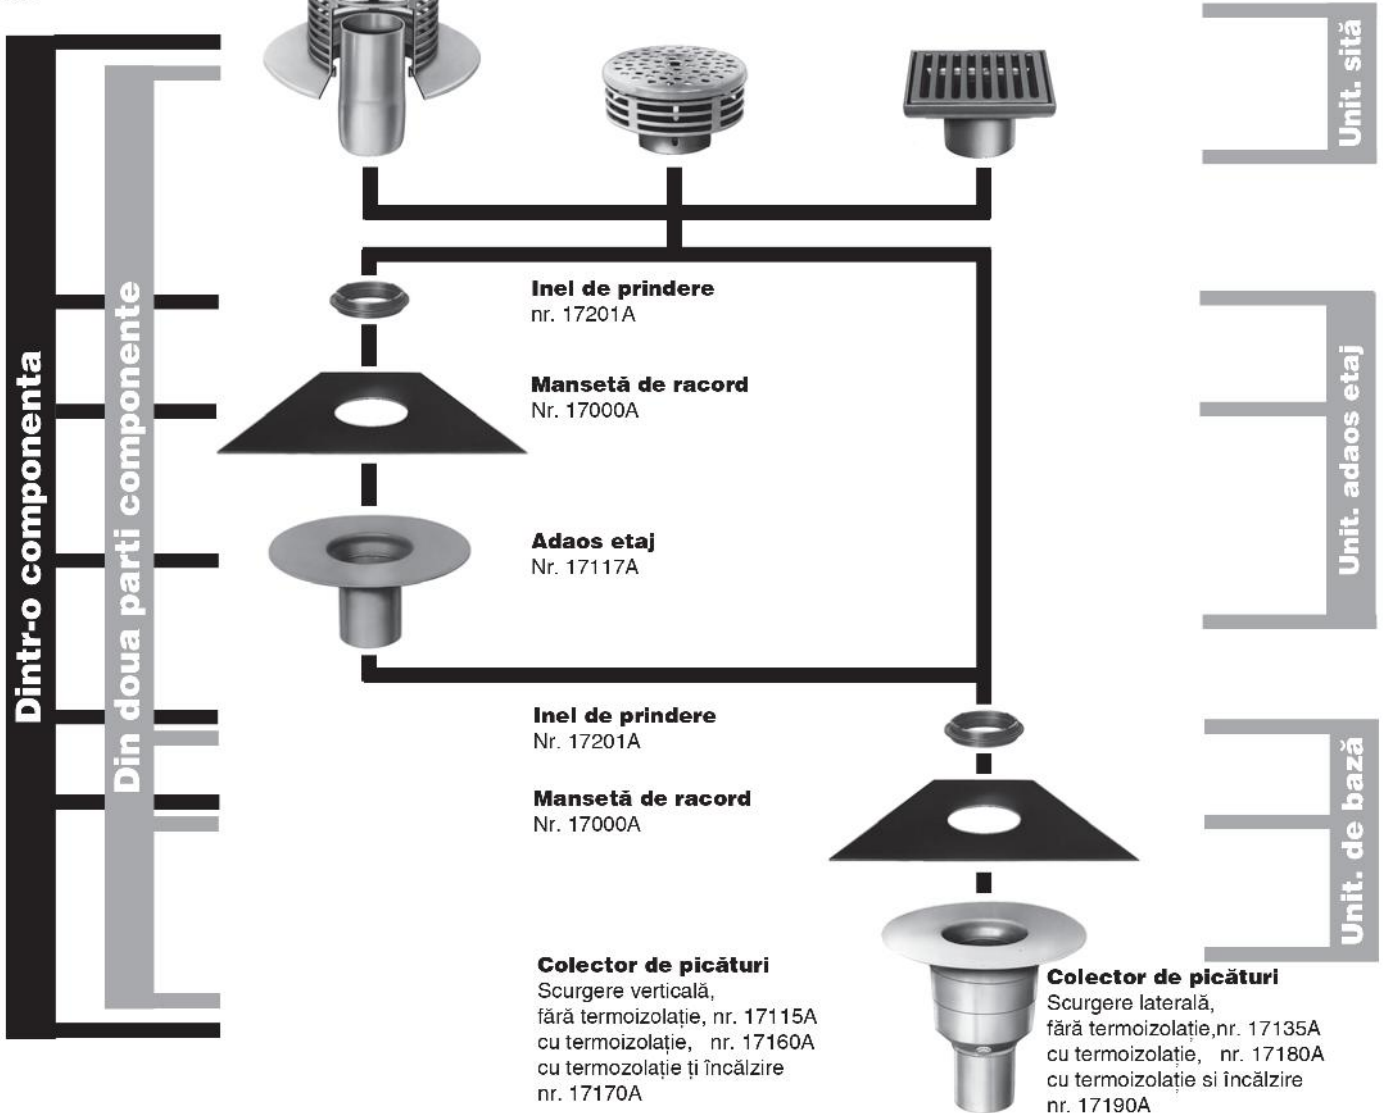 Unit. sită
Dintr-o componenta
Din doua parti componente
Inel de prindere
nr. 17201A
Mansetă de racord
Nr. 17000A
Adaos etaj
Nr. 17117A
Unit. adaos etaj
Inel de prindere
Nr. 17201A
Mansetă de racord
Nr. 17000A
Unit. de bază
Colector de picături
Scurgere verticală,
fără termoizolație, nr. 17115A
cu termoizolație, nr. 17160A
cu termozolație ți încălzire
nr. 17170A
Colector de picături
Scurgere laterală,
fără termoizolație,nr. 17135A
cu termoizolație, nr. 17180A
cu termoizolație si încălzire
nr. 17190A